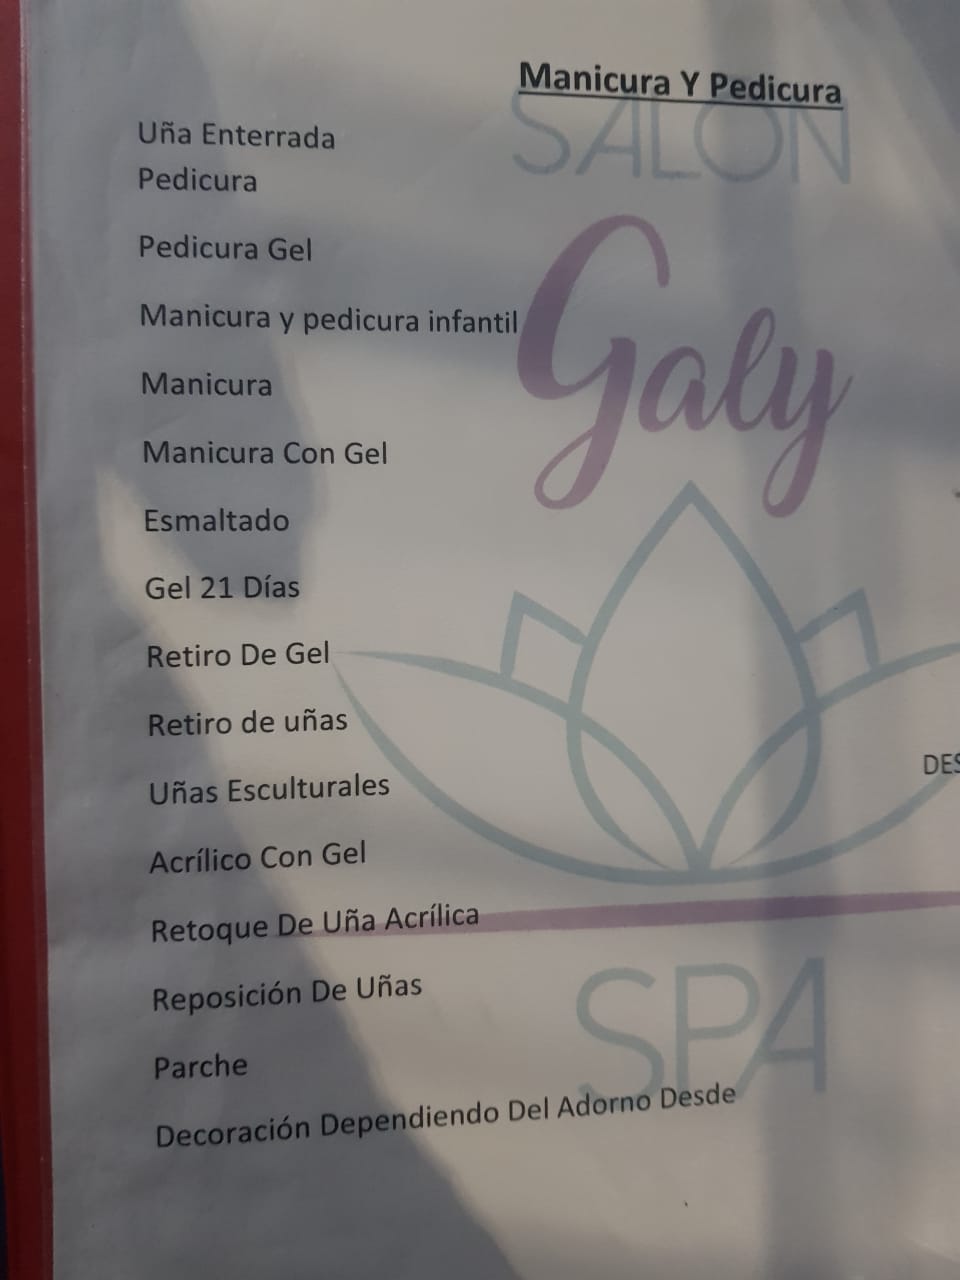 Manicura Y Pedicura
SALON
Galy
SPA
Uña Enterrada
Pedicura
Pedicura Gel
Manicura y pedicura infantil
Manicura
Manicura Con Gel
Esmaltado
Gel 21 Días
Retiro De Gel
Retiro de uñas
Uñas Esculturales
DES
Acrílico Con Gel
Retoque De Uña Acrílica
Reposición De Uñas
Parche
Decoración Dependiendo Del Adorno Desde